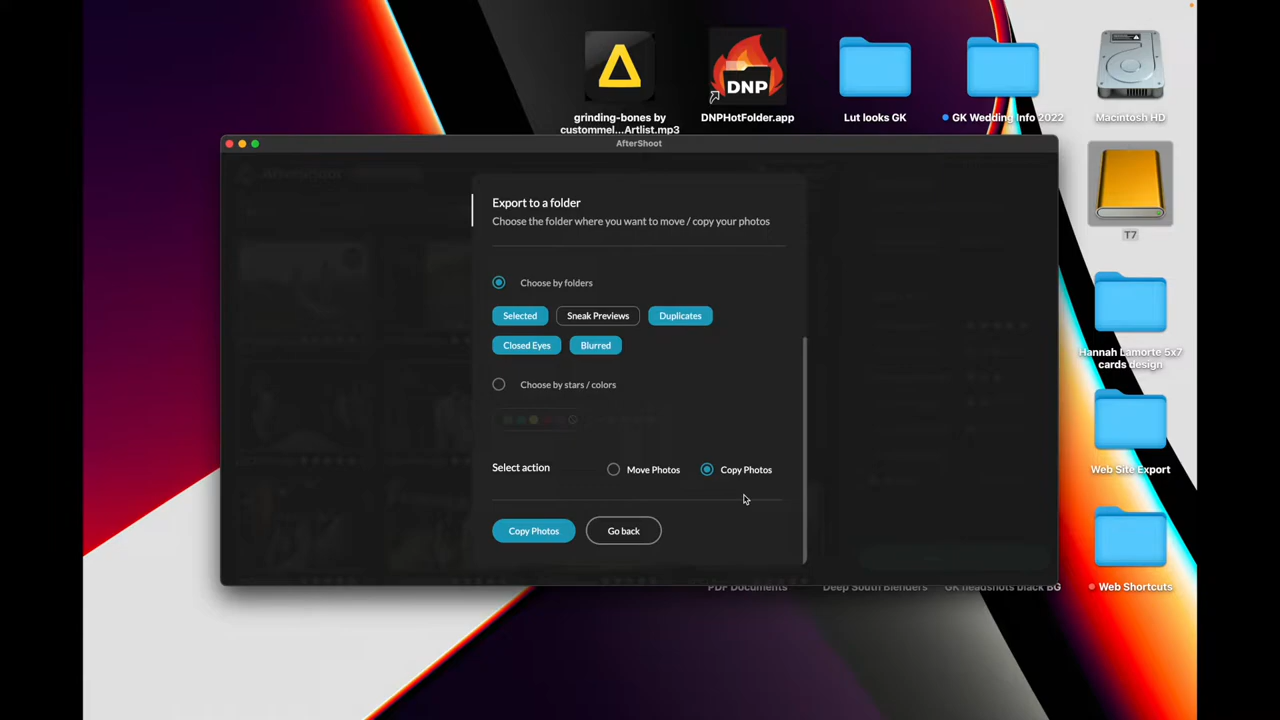 DNP
grinding-bones by
custommel...Artlist.mp3
DNPHotFolder.app
Lut looks GK
GK Wedding Info 2022
Macintosh HD
AfterShoot
T7
Export to a folder
Choose the folder where you want to move / copy your photos
Choose by folders
Selected
Sneak Previews
Duplicates
Closed Eyes
Blurred
Choose by stars / colors
Select action
Move Photos
Copy Photos
Copy Photos
Go back
Hannah Lamorte 5x7
cards design
Web Site Export
Web Shortcuts
PDF Documents
Deep South Blenders
GK headshots black BG